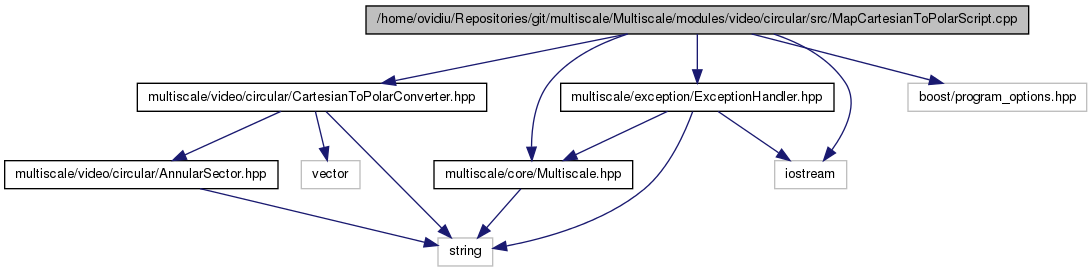 /home/ovidiu/Repositories/git/multiscale/Multiscale/modules/video/circular/src/MapCartesianToPolarScript.cpp
multiscale/video/circular/CartesianToPolarConverter.hpp
multiscale/exception/ExceptionHandler.hpp
boost/program_options.hpp
multiscale/video/circular/AnnularSector.hpp
vector
multiscale/core/Multiscale.hpp
iostream
string